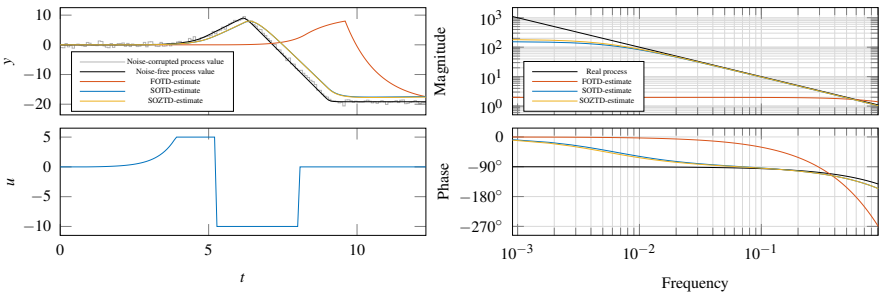 10
0
−10
−20
y
Noise-corrupted process value
Noise-free process value
FOTD-estimate
SOTD-estimate
SOZTD-estimate
5
0
−5
−10
u
0
5
10
t
10³
10²
10¹
10⁰
Magnitude
Real process
FOTD-estimate
SOTD-estimate
SOZTD-estimate
0
−90°
−180°
−270°
Phase
10⁻³
10⁻²
10⁻¹
Frequency